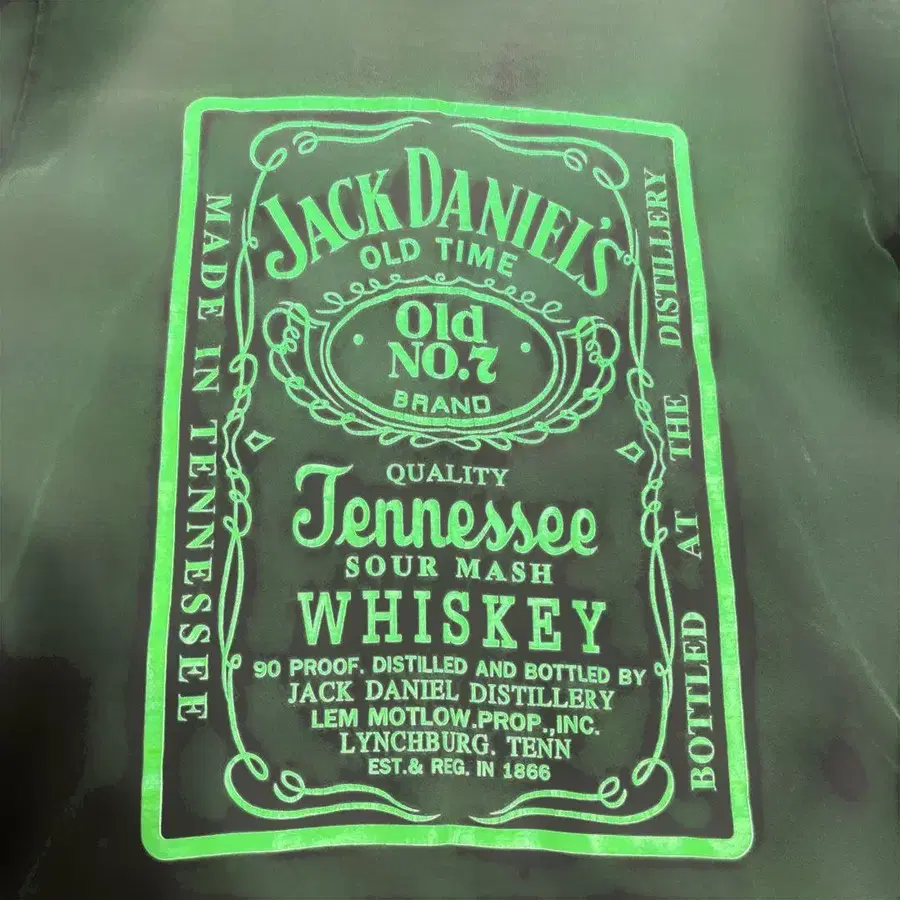 JACK DANIEL'S
OLD TIME
Old
NO.7
BRAND
QUALITY
Tennessee
SOUR MASH
WHISKEY
90 PROOF. DISTILLED AND BOTTLED BY
JACK DANIEL DISTILLERY
LEM MOTLOW.PROP.,INC.
LYNCHBURG. TENN
EST.& REG. IN 1866
MADE IN TENNESSEE
BOTTLED AT THE DISTILLERY